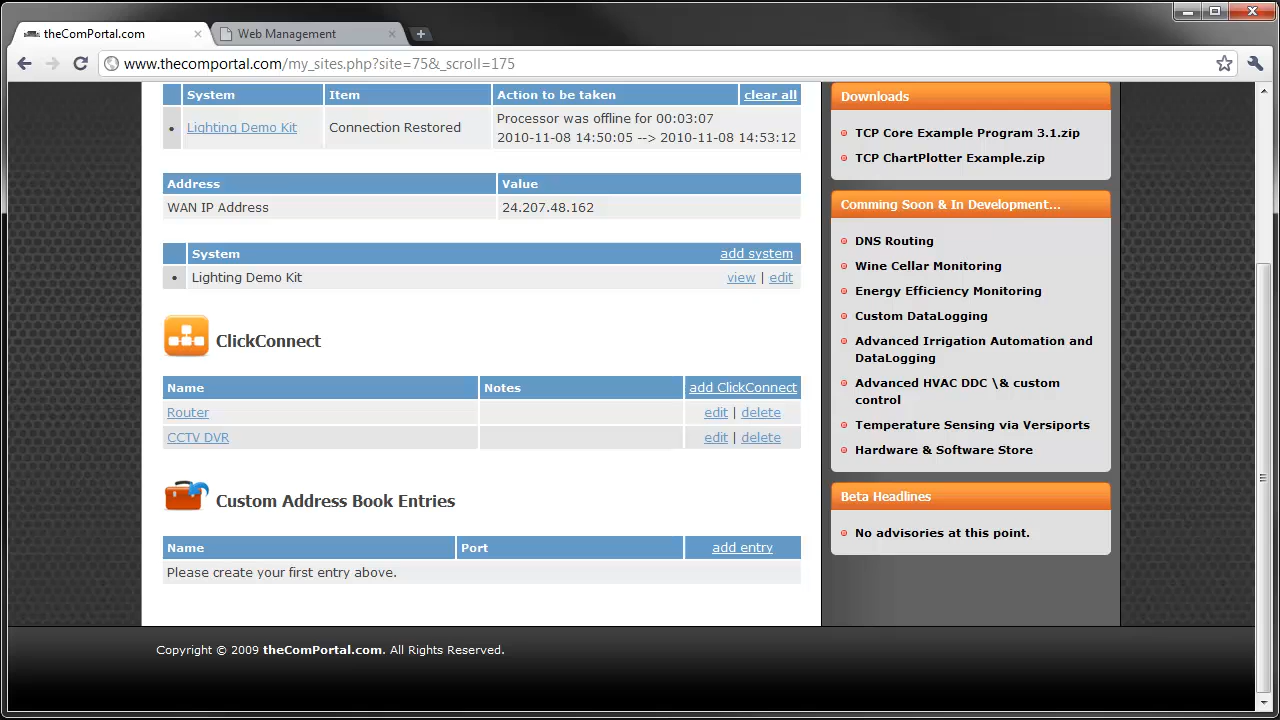 theComPortal.com
Web Management
www.thecomportal.com/my_sites.php?site=75&_scroll=175
System Item Action to be taken clear all
Lighting Demo Kit Connection Restored Processor was offline for 00:03:07
2010-11-08 14:50:05 --> 2010-11-08 14:53:12
Address Value
WAN IP Address 24.207.48.162
System add system
Lighting Demo Kit view | edit
ClickConnect
Name Notes add ClickConnect
Router edit | delete
CCTV DVR edit | delete
Custom Address Book Entries
Name Port add entry
Please create your first entry above.
Downloads
TCP Core Example Program 3.1.zip
TCP ChartPlotter Example.zip
Comming Soon & In Development...
DNS Routing
Wine Cellar Monitoring
Energy Efficiency Monitoring
Custom DataLogging
Advanced Irrigation Automation and
DataLogging
Advanced HVAC DDC \& custom
control
Temperature Sensing via Versiports
Hardware & Software Store
Beta Headlines
No advisories at this point.
Copyright © 2009 theComPortal.com. All Rights Reserved.